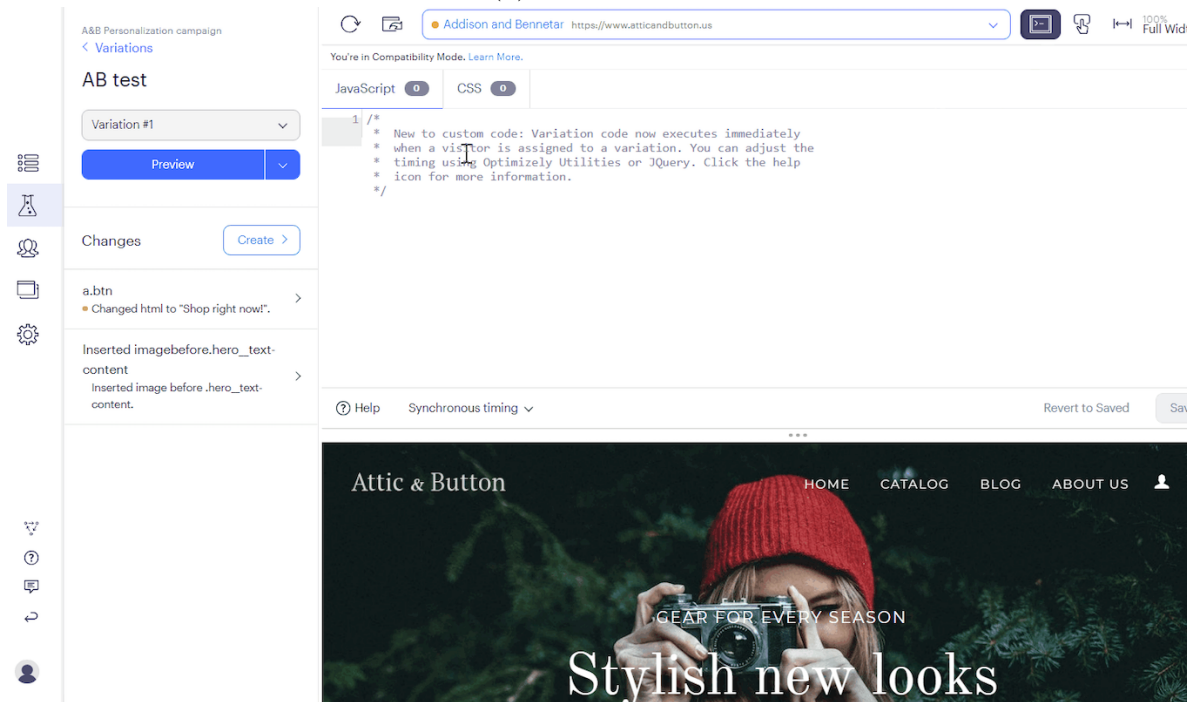 A&B Personalization campaign
Variations
AB test
Variation #1
Preview
Changes
Create
a.btn
Changed html to "Shop right now!".
Inserted imagebefore.hero__text-
content
Inserted image before .hero__text-
content.
Addison and Bennetar https://www.atticandbutton.us
100%
Full Wid
You're in Compatibility Mode. Learn More.
JavaScript 0 CSS 0
1 /*
* New to custom code: Variation code now executes immediately
* when a visitor is assigned to a variation. You can adjust the
* timing using Optimizely Utilities or JQuery. Click the help
* icon for more information.
*/
Help Synchronous timing Revert to Saved Sav
Attic & Button HOME CATALOG BLOG ABOUT US
GEAR FOR EVERY SEASON
Stylish new looks